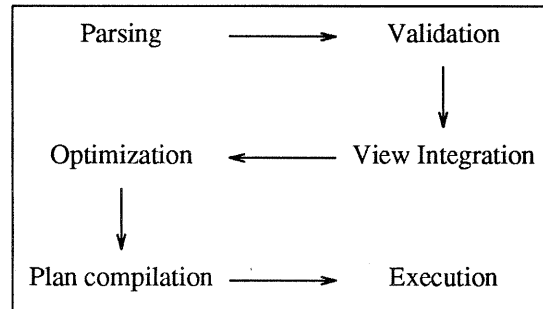 Parsing
Validation
Optimization
View Integration
Plan compilation
Execution